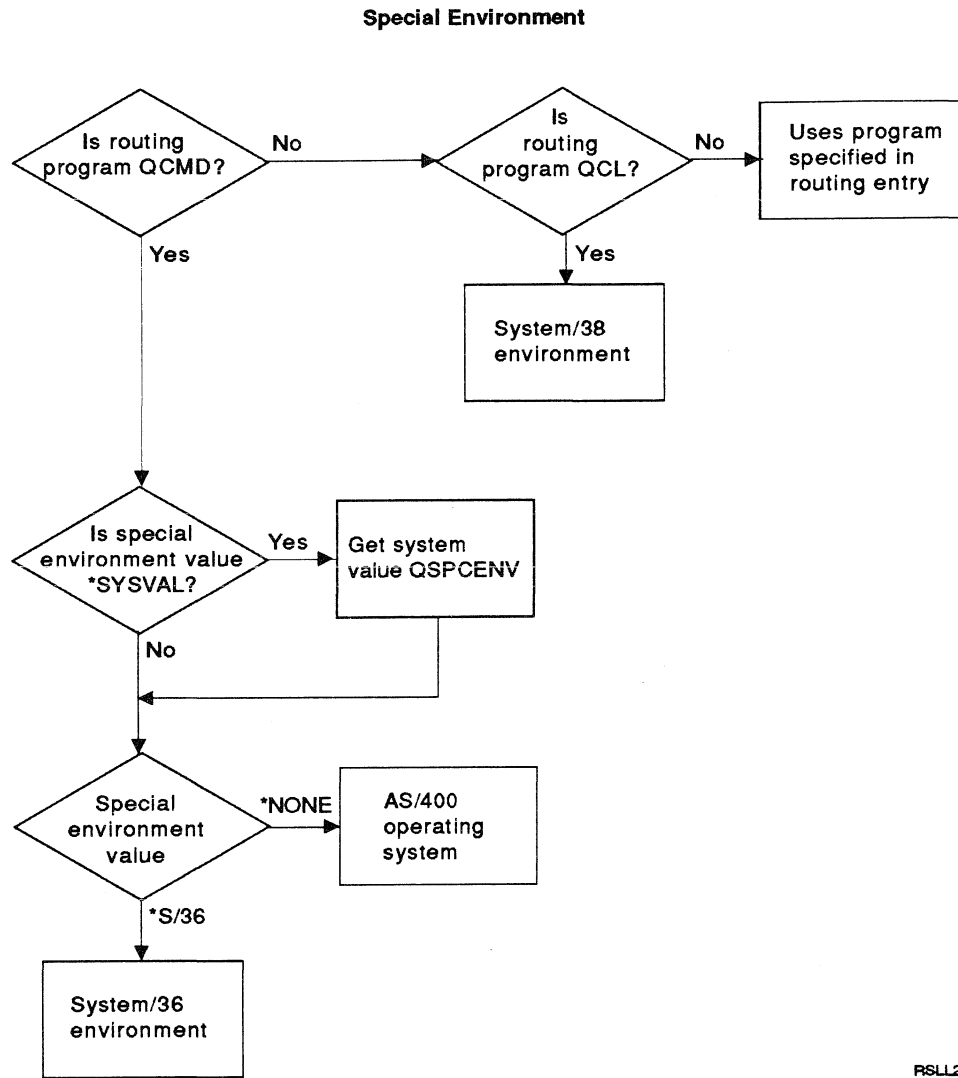 Special Environment
Is routing
program QCMD?
No
Is
routing
program QCL?
No
Uses program
specified in
routing entry
Yes
Yes
System/38
environment
Is special
environment value
*SYSVAL?
Yes
Get system
value QSPCENV
No
Special
environment
value
*NONE
AS/400
operating
system
*S/36
System/36
environment